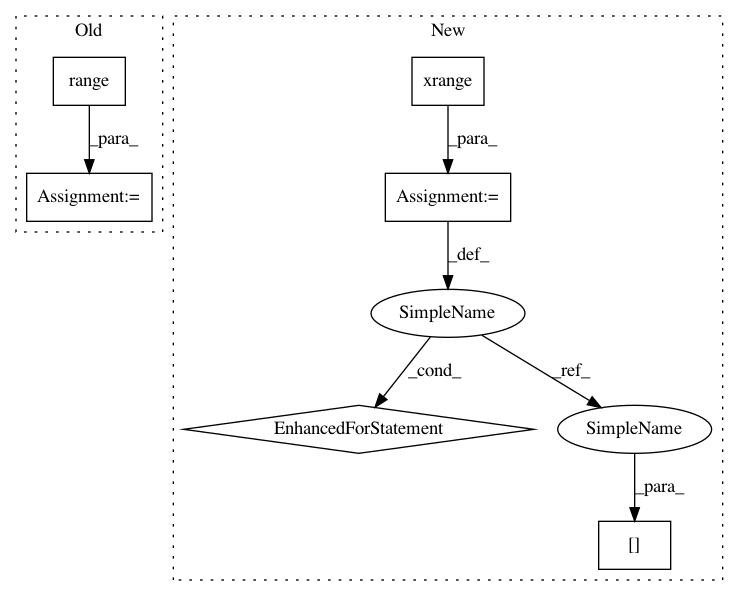 Old
New
range
xrange
_para_
_para_
Assignment:=
Assignment:=
_def_
SimpleName
_cond_
_ref_
EnhancedForStatement
SimpleName
_para_
[]